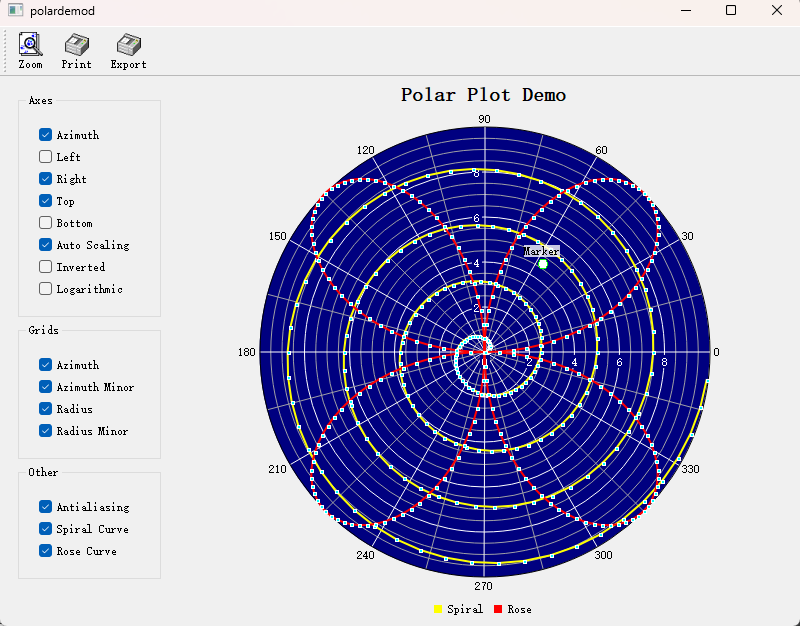 polardemod
Zoom Print Export
Polar Plot Demo
Axes
Azimuth
Left
Right
Top
Bottom
Auto Scaling
Inverted
Logarithmic
Grids
Azimuth
Azimuth Minor
Radius
Radius Minor
Other
Antialiasing
Spiral Curve
Rose Curve
90
120 60
8
6
150 30
Marker
4
2
180 2 4 6 8 0
210 330
240 300
270
Spiral Rose